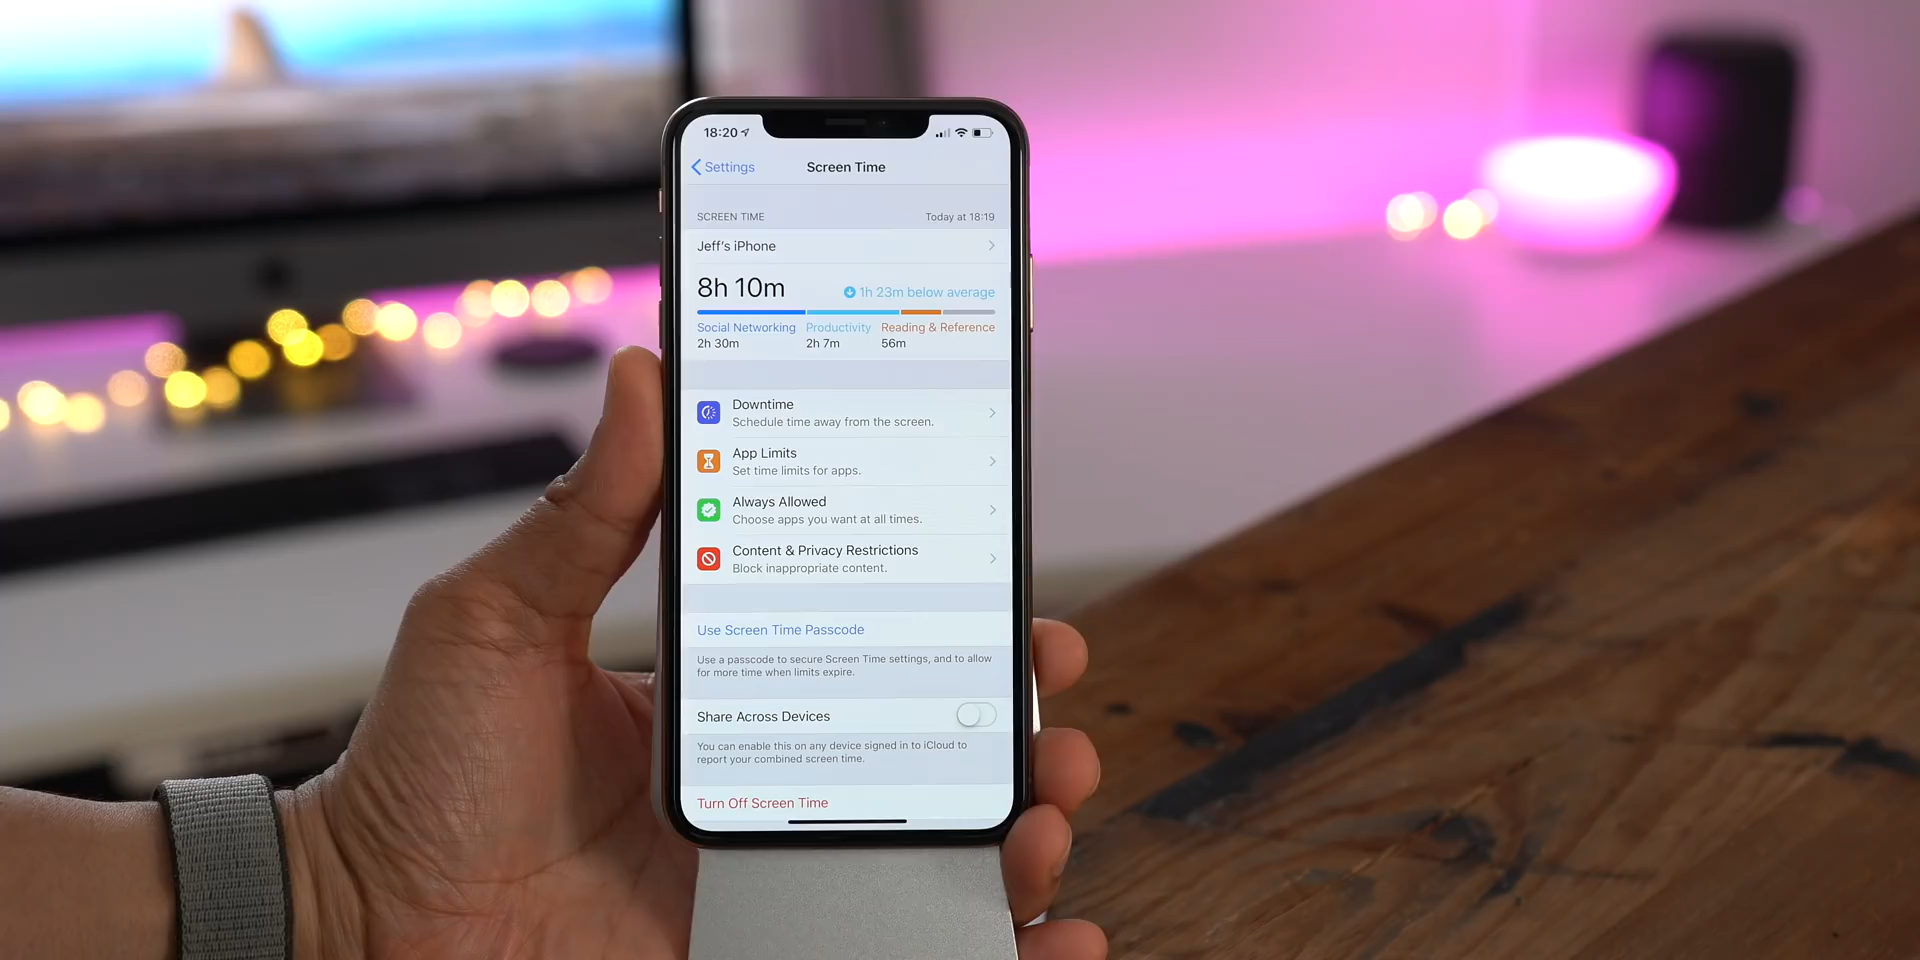 18:20
Settings Screen Time
SCREEN TIME Today at 18:19
Jeff's iPhone
8h 10m 1h 23m below average
Social Networking Productivity Reading & Reference
2h 30m 2h 7m 56m
Downtime
Schedule time away from the screen.
App Limits
Set time limits for apps.
Always Allowed
Choose apps you want at all times.
Content & Privacy Restrictions
Block inappropriate content.
Use Screen Time Passcode
Use a passcode to secure Screen Time settings, and to allow
for more time when limits expire.
Share Across Devices
You can enable this on any device signed in to iCloud to
report your combined screen time.
Turn Off Screen Time